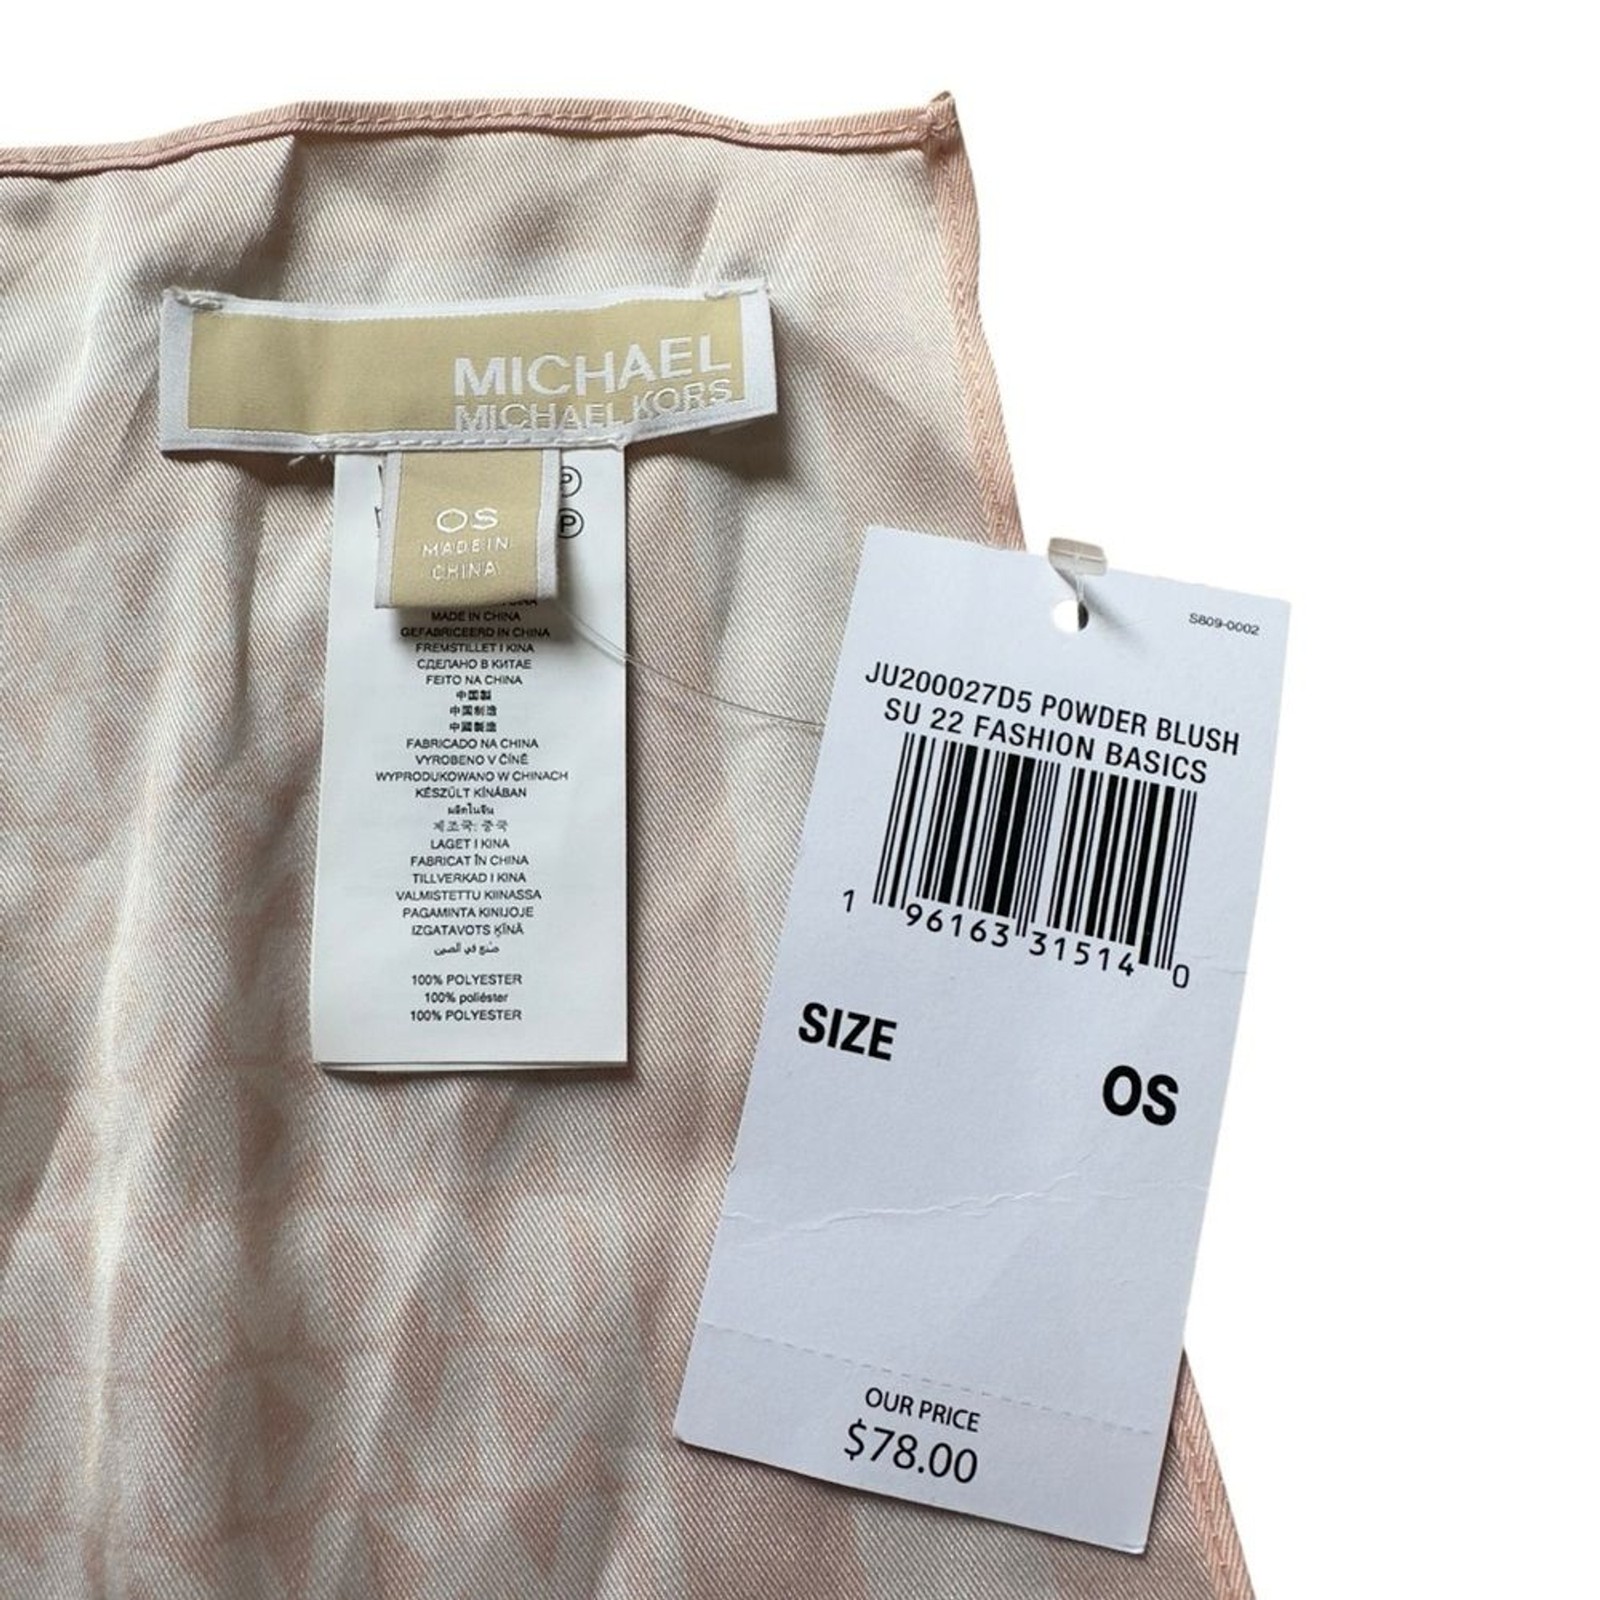 MICHAEL
MICHAEL KORS
OS
MADE IN
CHINA
P
P
MADE IN CHINA
GEFABRICEERD IN CHINA
FREMSTILLET I KINA
СДЕЛАНО В КИТАЕ
FEITO NA CHINA
中国製
中国制造
中國製造
FABRICADO NA CHINA
VYROBENO V ČÍNĚ
WYPRODUKOWANO W CHINACH
KÉSZÜLT KÍNÁBAN
ผลิตในจีน
제조국: 중국
LAGET I KINA
FABRICAT ÎN CHINA
TILLVERKAD I KINA
VALMISTETTU KIINASSA
PAGAMINTA KINIJOJE
IZGATAVOTS ĶĪNĀ
صنع في الصين
100% POLYESTER
100% poliéster
100% POLYESTER
S809-0002
JU200027D5 POWDER BLUSH
SU 22 FASHION BASICS
1 96163 31514 0
SIZE
OS
OUR PRICE
$78.00